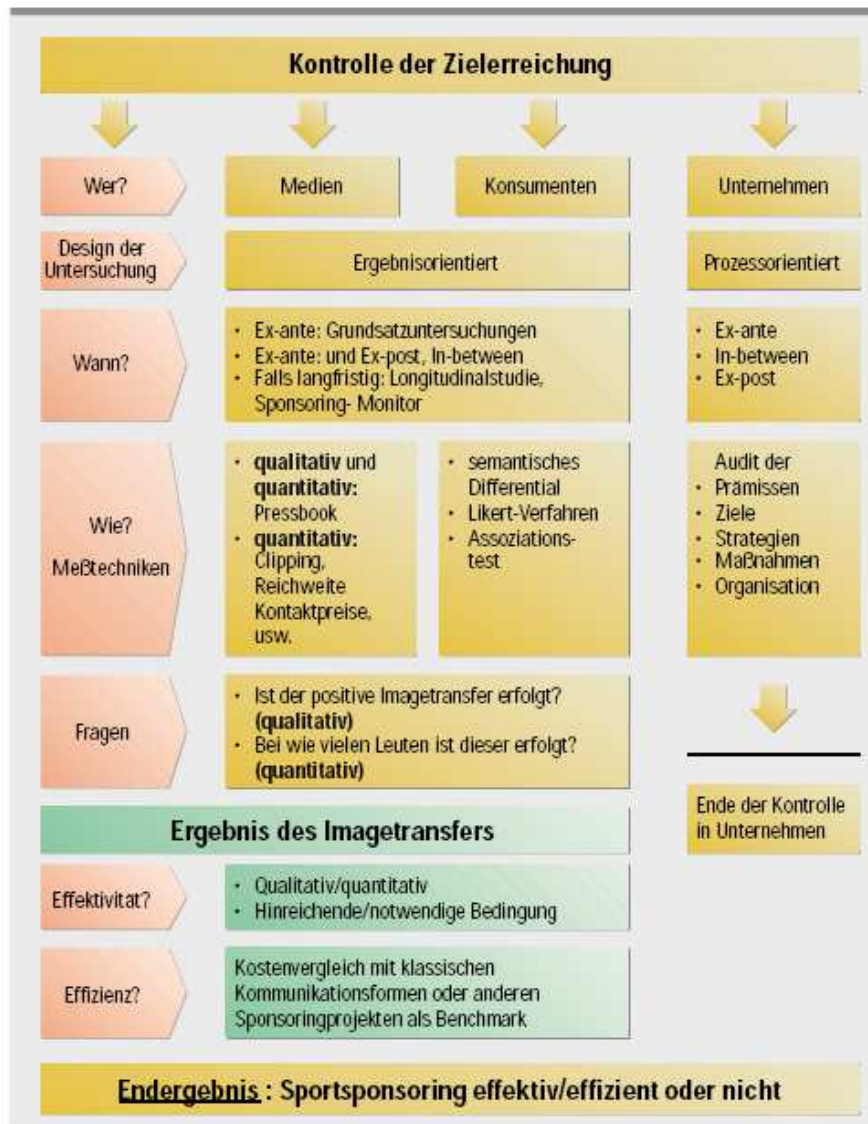 Kontrolle der Zielerreichung
Wer?
Medien
Konsumenten
Unternehmen
Design der
Untersuchung
Ergebnisorientiert
Prozessorientiert
Wann?
• Ex-ante: Grundsatzuntersuchungen
• Ex-ante: und Ex-post, In-between
• Falls langfristig: Longitudinalstudie,
Sponsoring- Monitor
• Ex-ante
• In-between
• Ex-post
Wie?
Meßtechniken
• qualitativ und
quantitativ:
Pressbook
• quantitativ:
Clipping,
Reichweite
Kontaktpreise,
usw.
• semantisches
Differential
• Likert-Verfahren
• Assoziations-
test
Audit der
• Prämissen
• Ziele
• Strategien
• Maßnahmen
• Organisation
Fragen
• Ist der positive Imagetransfer erfolgt?
(qualitativ)
• Bei wie vielen Leuten ist dieser erfolgt?
(quantitativ)
Ende der Kontrolle
in Unternehmen
Ergebnis des Imagetransfers
Effektivität?
• Qualitativ/quantitativ
• Hinreichende/notwendige Bedingung
Effizienz?
Kostenvergleich mit klassischen
Kommunikationsformen oder anderen
Sponsoringprojekten als Benchmark
Endergebnis : Sportsponsoring effektiv/effizient oder nicht